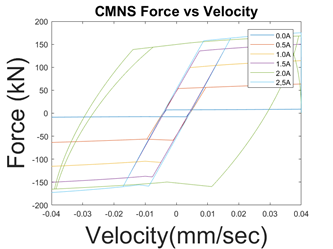 CMNS Force vs Velocity
200
150
100
50
0
-50
-100
-150
-200
Force (kN)
0.0A
0.5A
1.0A
1.5A
2.0A
2,5A
-0.04
-0.03
-0.02
-0.01
0
0.01
0.02
0.03
0.04
Velocity(mm/sec)